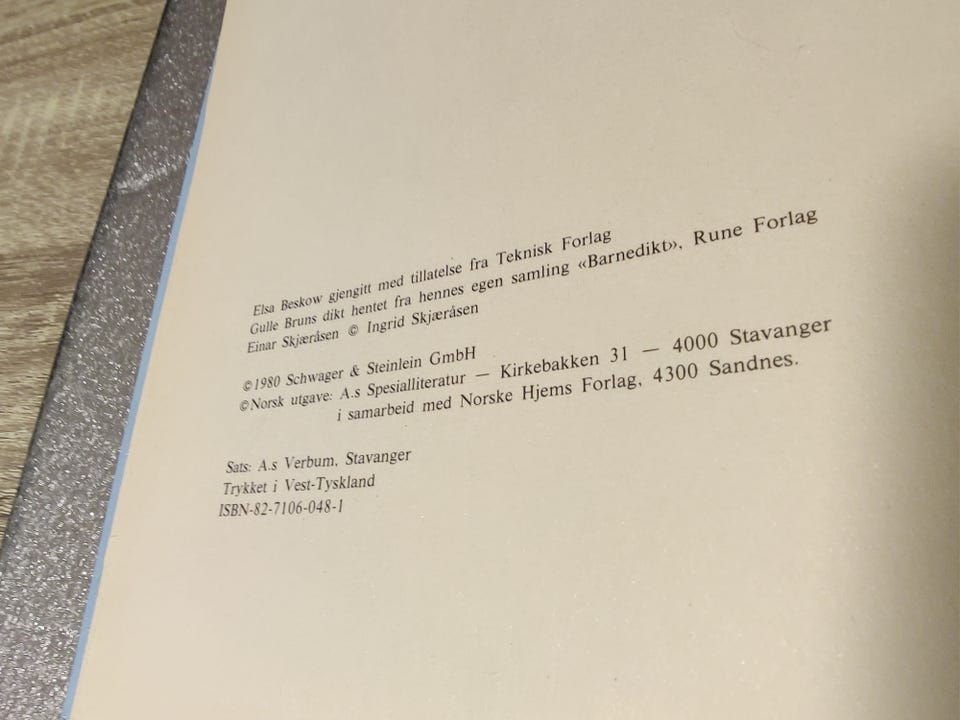 Elsa Beskow gjengitt med tillatelse fra Teknisk Forlag
Gulle Bruns dikt hentet fra hennes egen samling «Barnedikt», Rune Forlag
Einar Skjæråsen © Ingrid Skjæråsen
©1980 Schwager & Steinlein GmbH
©Norsk utgave: A.s Spesialliteratur — Kirkebakken 31 — 4000 Stavanger
i samarbeid med Norske Hjems Forlag, 4300 Sandnes.
Sats: A.s Verbum, Stavanger
Trykket i Vest-Tyskland
ISBN-82-7106-048-1